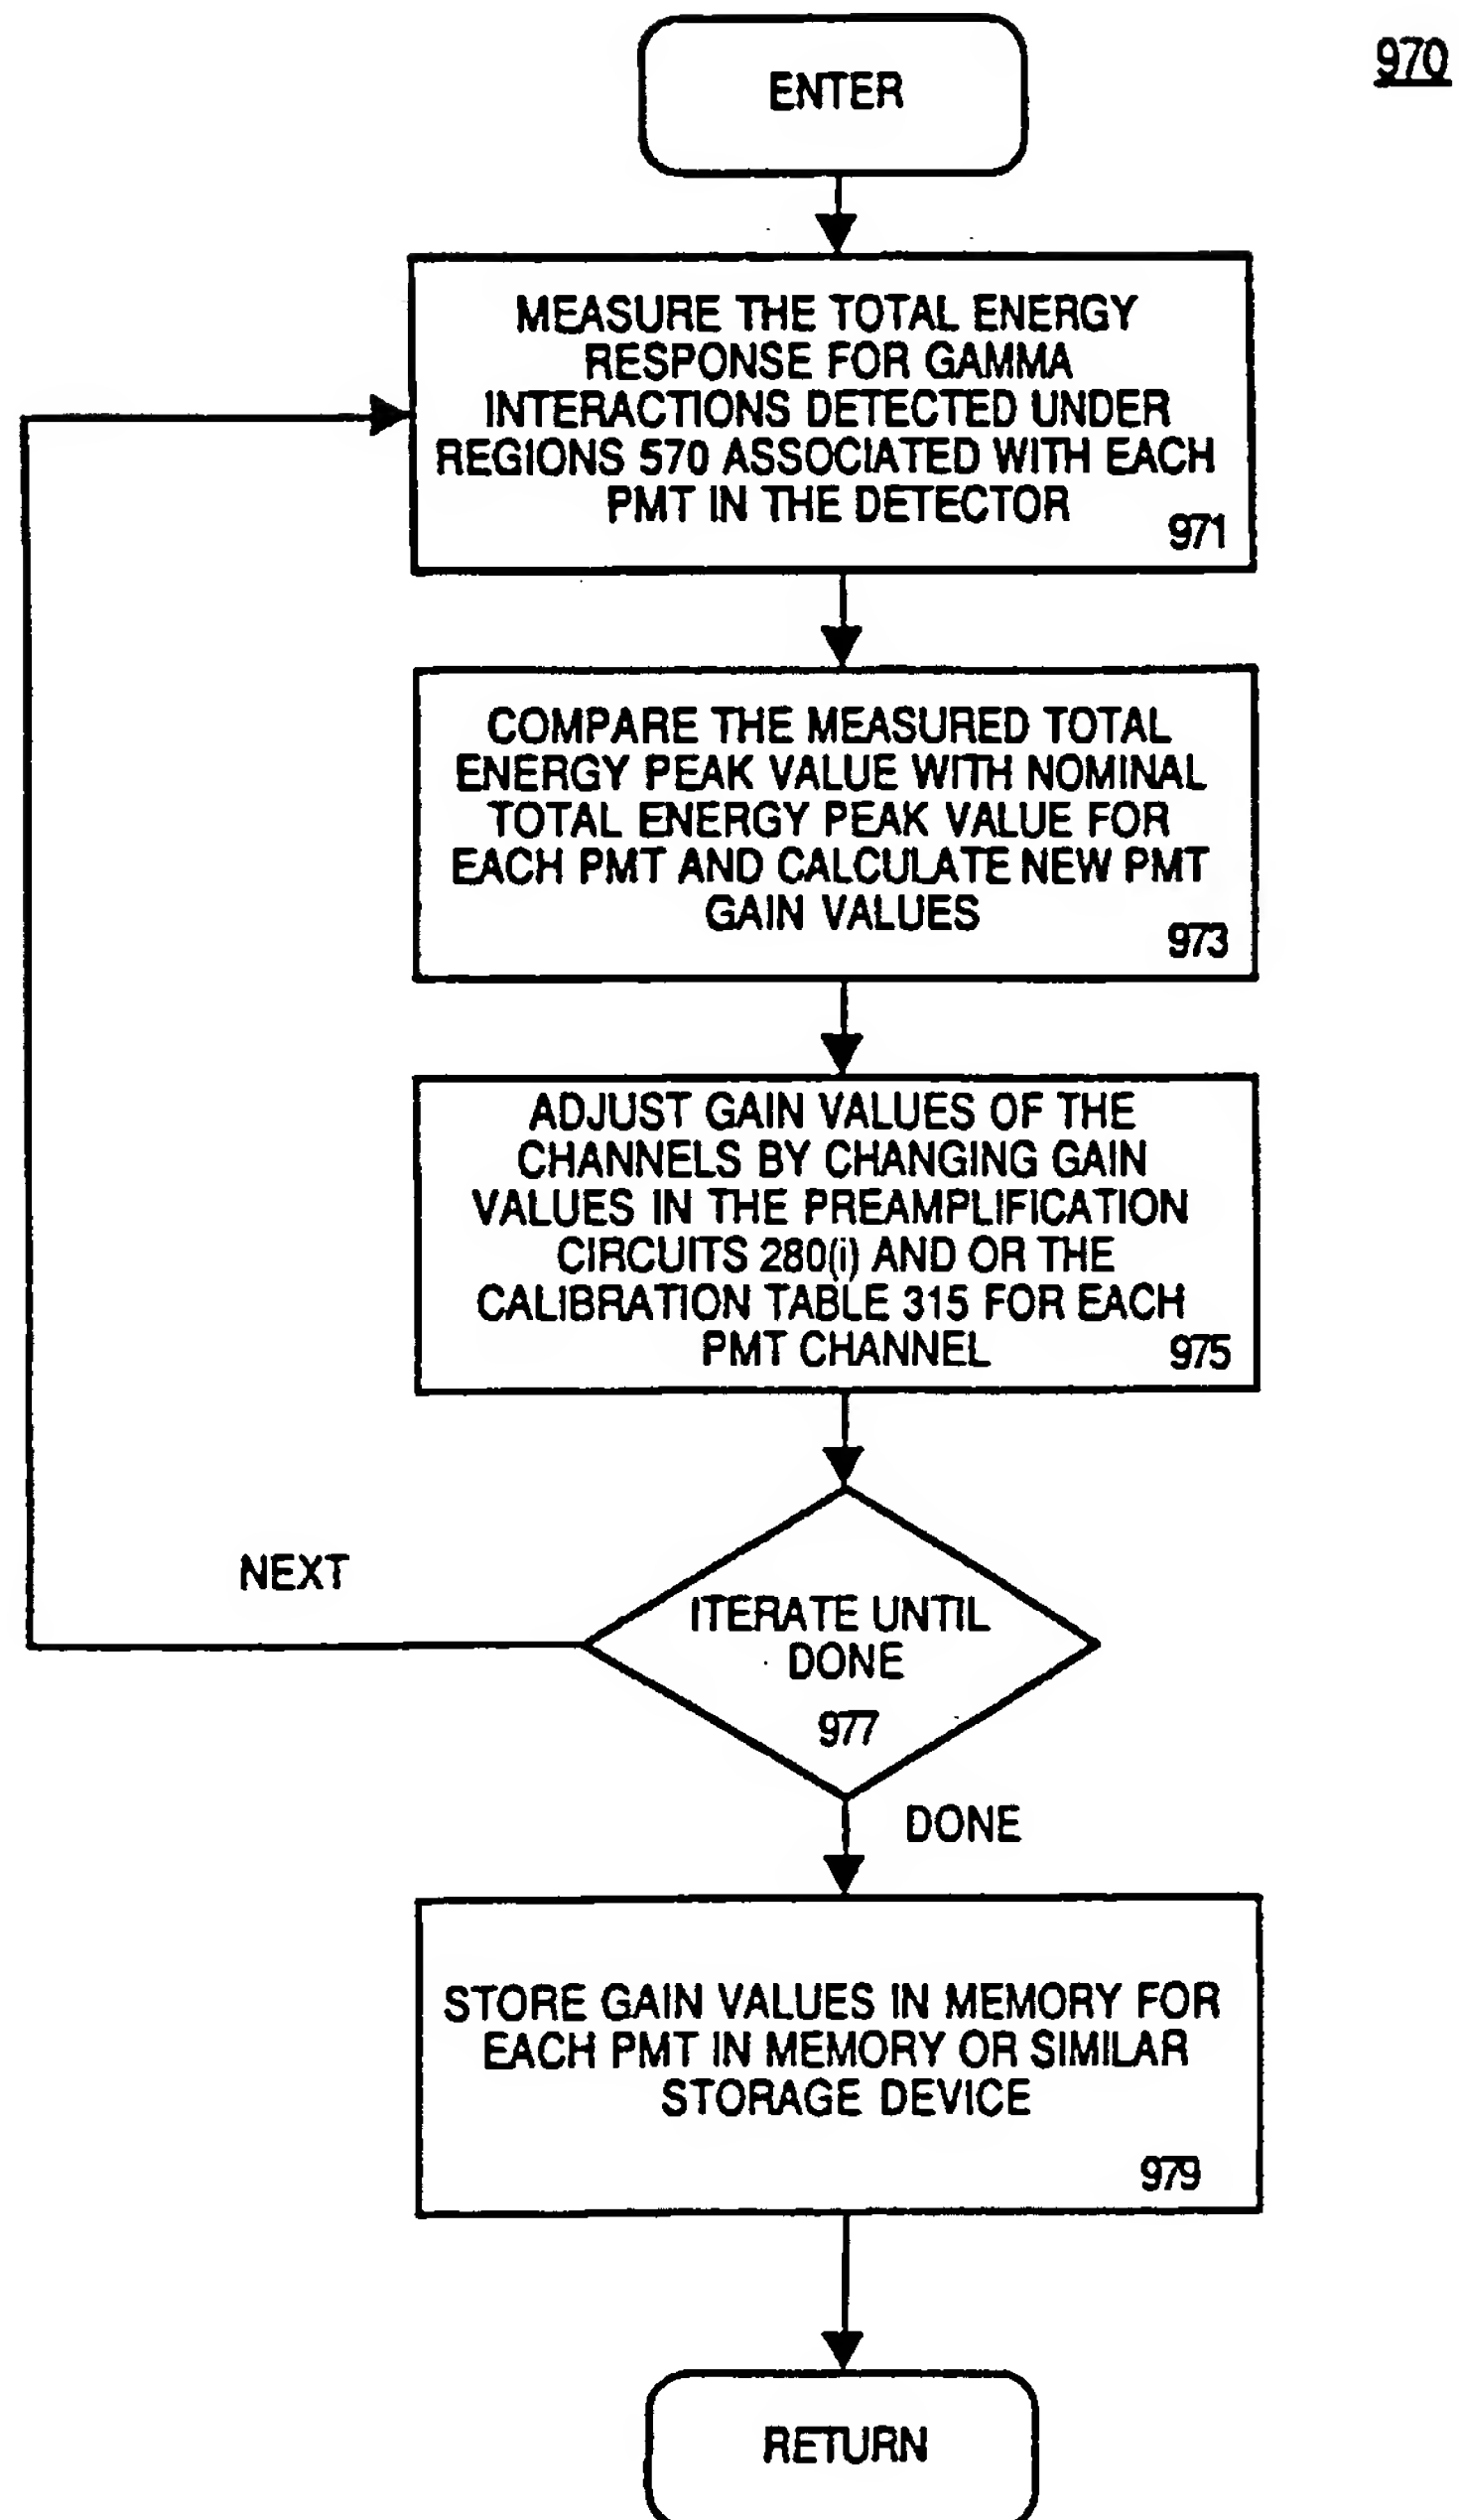 970
ENTER
MEASURE THE TOTAL ENERGY
RESPONSE FOR GAMMA
INTERACTIONS DETECTED UNDER
REGIONS 570 ASSOCIATED WITH EACH
PMT IN THE DETECTOR
971
COMPARE THE MEASURED TOTAL
ENERGY PEAK VALUE WITH NOMINAL
TOTAL ENERGY PEAK VALUE FOR
EACH PMT AND CALCULATE NEW PMT
GAIN VALUES
973
ADJUST GAIN VALUES OF THE
CHANNELS BY CHANGING GAIN
VALUES IN THE PREAMPLIFICATION
CIRCUITS 280(i) AND OR THE
CALIBRATION TABLE 315 FOR EACH
PMT CHANNEL
975
NEXT
ITERATE UNTIL
DONE
977
DONE
STORE GAIN VALUES IN MEMORY FOR
EACH PMT IN MEMORY OR SIMILAR
STORAGE DEVICE
979
RETURN